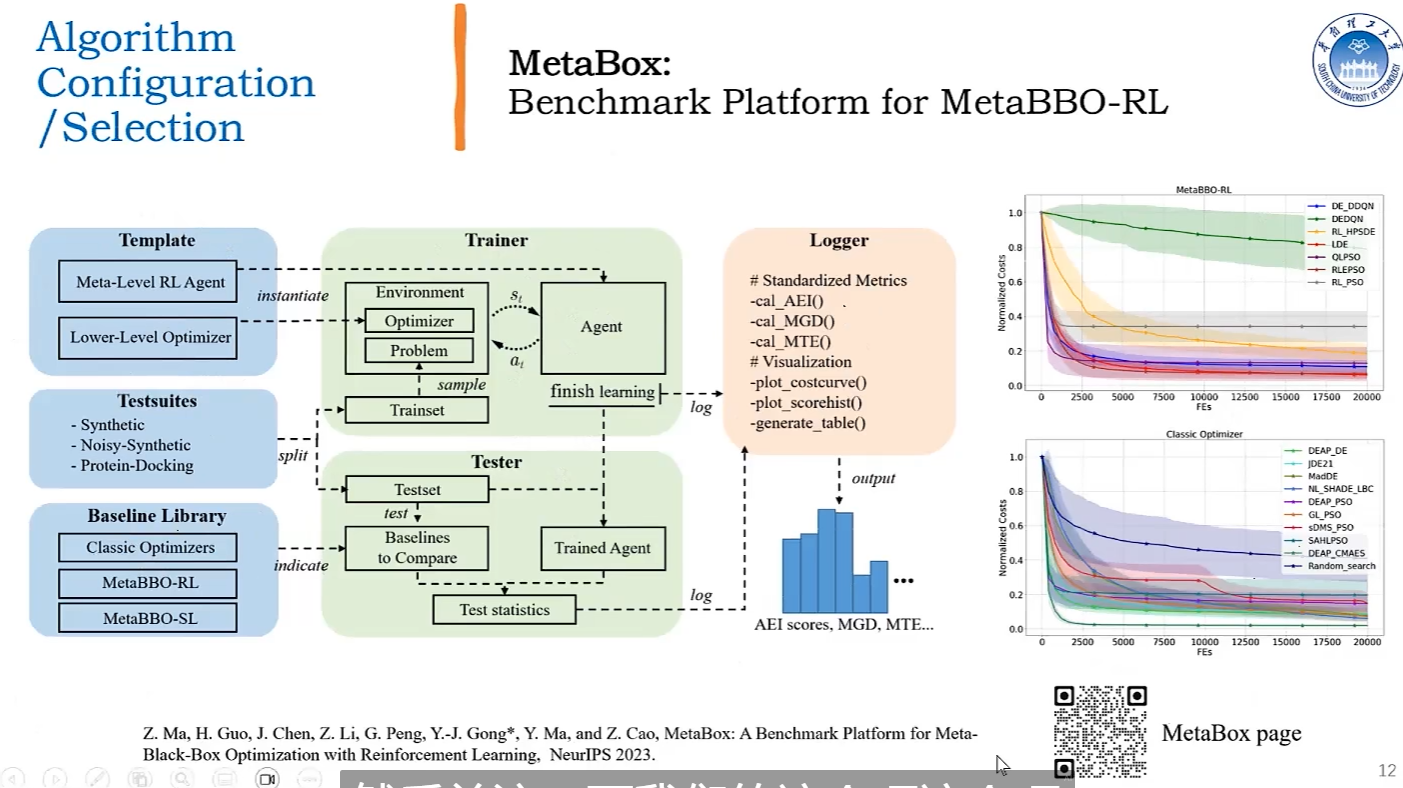 Algorithm
Configuration
/Selection
MetaBox:
Benchmark Platform for MetaBBO-RL
SOUTH CHINA UNIVERSITY OF TECHNOLOGY
Template
Meta-Level RL Agent
Lower-Level Optimizer
instantiate
Testsuites
- Synthetic
- Noisy-Synthetic
- Protein-Docking
split
Baseline Library
Classic Optimizers
MetaBBO-RL
MetaBBO-SL
indicate
Trainer
Environment
Optimizer
Problem
sample
Trainset
s_t
a_t
Agent
finish learning
log
Tester
Testset
test
Baselines
to Compare
Trained Agent
Test statistics
log
Logger
# Standardized Metrics
-cal_AEI()
-cal_MGD()
-cal_MTE()
# Visualization
-plot_costcurve()
-plot_scorehist()
-generate_table()
output
AEI scores, MGD, MTE...
MetaBBO-RL
Normalized Costs
1.0
0.8
0.6
0.4
0.2
0.0
DE_DDQN
DEDQN
RL_HPSDE
LDE
QLPSO
RLEPSO
RL_PSO
0 2500 5000 7500 10000 12500 15000 17500 20000
FEs
Classic Optimizer
Normalized Costs
1.0
0.8
0.6
0.4
0.2
0.0
DEAP_DE
JDE21
MadDE
NL_SHADE_LBC
DEAP_PSO
GL_PSO
sDMS_PSO
SAHLPSO
DEAP_CMAES
Random_search
0 2500 5000 7500 10000 12500 15000 17500 20000
FEs
Z. Ma, H. Guo, J. Chen, Z. Li, G. Peng, Y.-J. Gong*, Y. Ma, and Z. Cao, MetaBox: A Benchmark Platform for Meta-
Black-Box Optimization with Reinforcement Learning, NeurIPS 2023.
MetaBox page
12